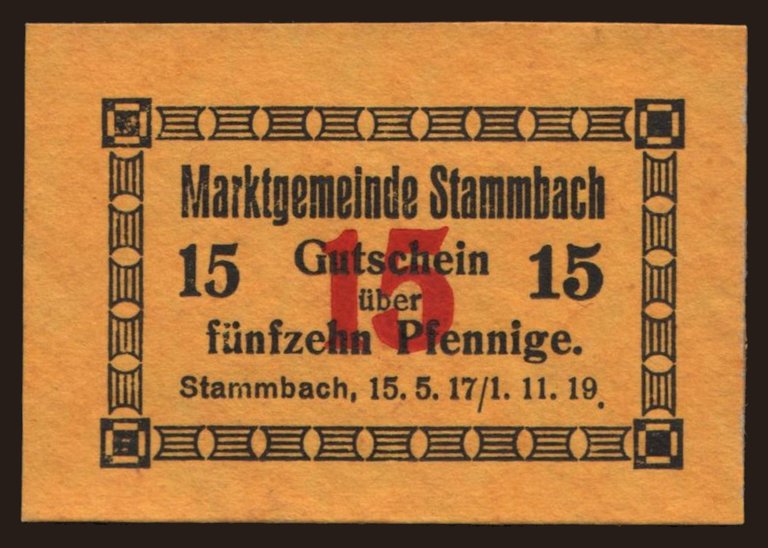 Marktgemeinde Stammbach
15 Gutschein 15
15
über
fünfzehn Pfennige.
Stammbach, 15. 5. 17/1. 11. 19.